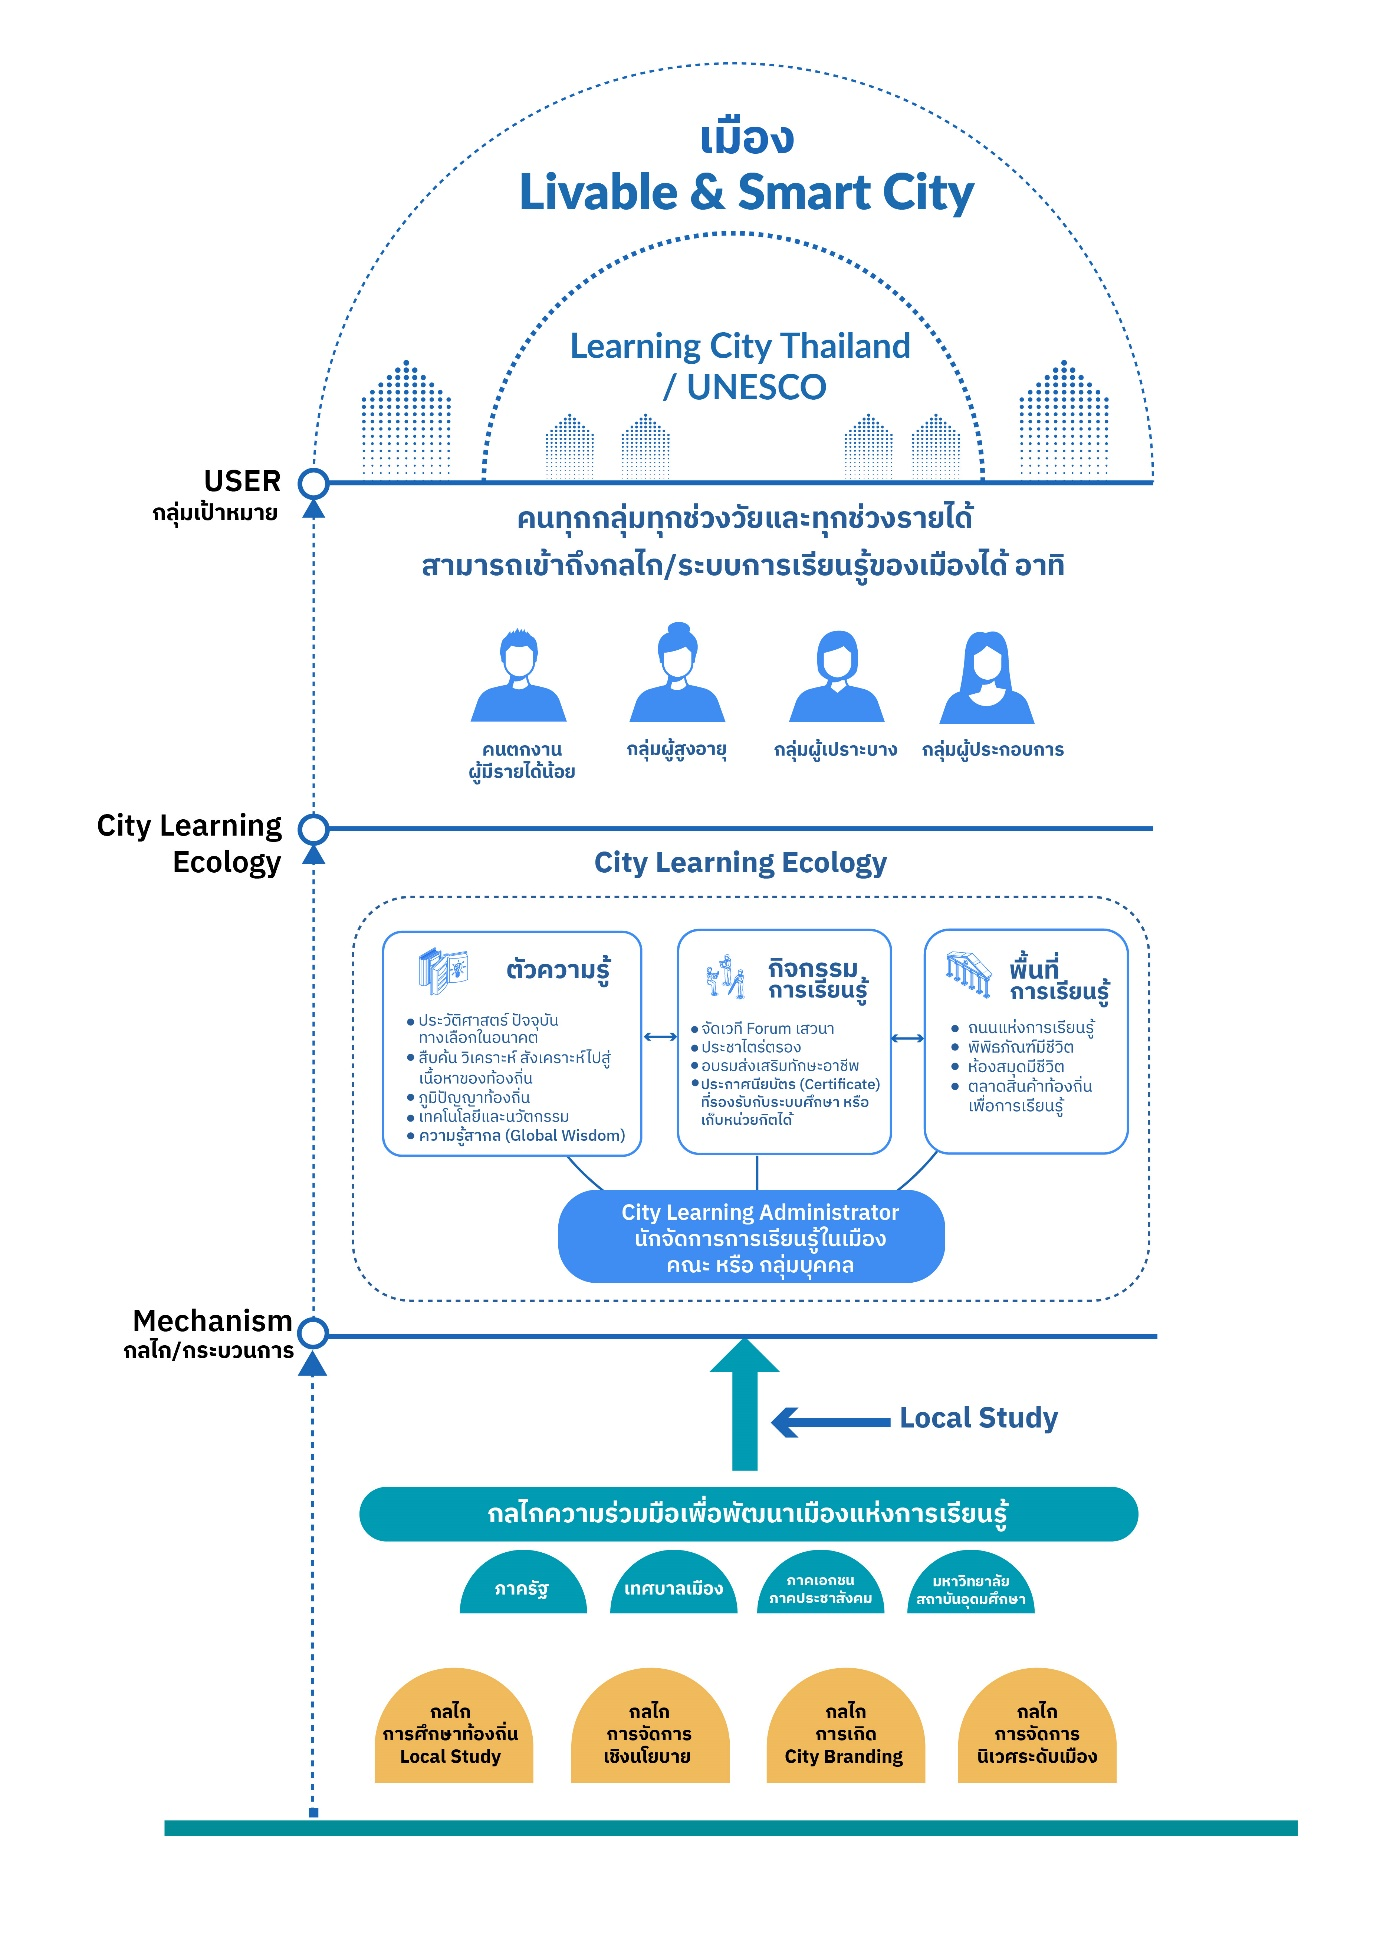 เมือง
Livable & Smart City
Learning City Thailand
/ UNESCO
USER
กลุ่มเป้าหมาย
คนทุกกลุ่มทุกช่วงวัยและทุกช่วงรายได้
สามารถเข้าถึงกลไก/ระบบการเรียนรู้ของเมืองได้ อาทิ
คนตกงาน
ผู้มีรายได้น้อย
กลุ่มผู้สูงอายุ
กลุ่มผู้เปราะบาง
กลุ่มผู้ประกอบการ
City Learning
Ecology
City Learning Ecology
ตัวความรู้
• ประวัติศาสตร์ ปัจจุบัน
ทางเลือกในอนาคต
• สืบค้น วิเคราะห์ สังเคราะห์ไปสู่
เนื้อหาของท้องถิ่น
• ภูมิปัญญาท้องถิ่น
• เทคโนโลยีและนวัตกรรม
• ความรู้สากล (Global Wisdom)
กิจกรรม
การเรียนรู้
• จัดเวที Forum เสวนา
• ประชาไตร่ตรอง
• อบรมส่งเสริมทักษะอาชีพ
• ประกาศนียบัตร (Certificate)
ที่รองรับกับระบบศึกษา หรือ
เก็บหน่วยกิตได้
พื้นที่
การเรียนรู้
• ถนนแห่งการเรียนรู้
• พิพิธภัณฑ์มีชีวิต
• ห้องสมุดมีชีวิต
• ตลาดสินค้าท้องถิ่น
เพื่อการเรียนรู้
City Learning Administrator
นักจัดการการเรียนรู้ในเมือง
คณะ หรือ กลุ่มบุคคล
Mechanism
กลไก/กระบวนการ
Local Study
กลไกความร่วมมือเพื่อพัฒนาเมืองแห่งการเรียนรู้
ภาครัฐ
เทศบาลเมือง
ภาคเอกชน
ภาคประชาสังคม
มหาวิทยาลัย
สถาบันอุดมศึกษา
กลไก
การศึกษาท้องถิ่น
Local Study
กลไก
การจัดการ
เชิงนโยบาย
กลไก
การเกิด
City Branding
กลไก
การจัดการ
นิเวศระดับเมือง